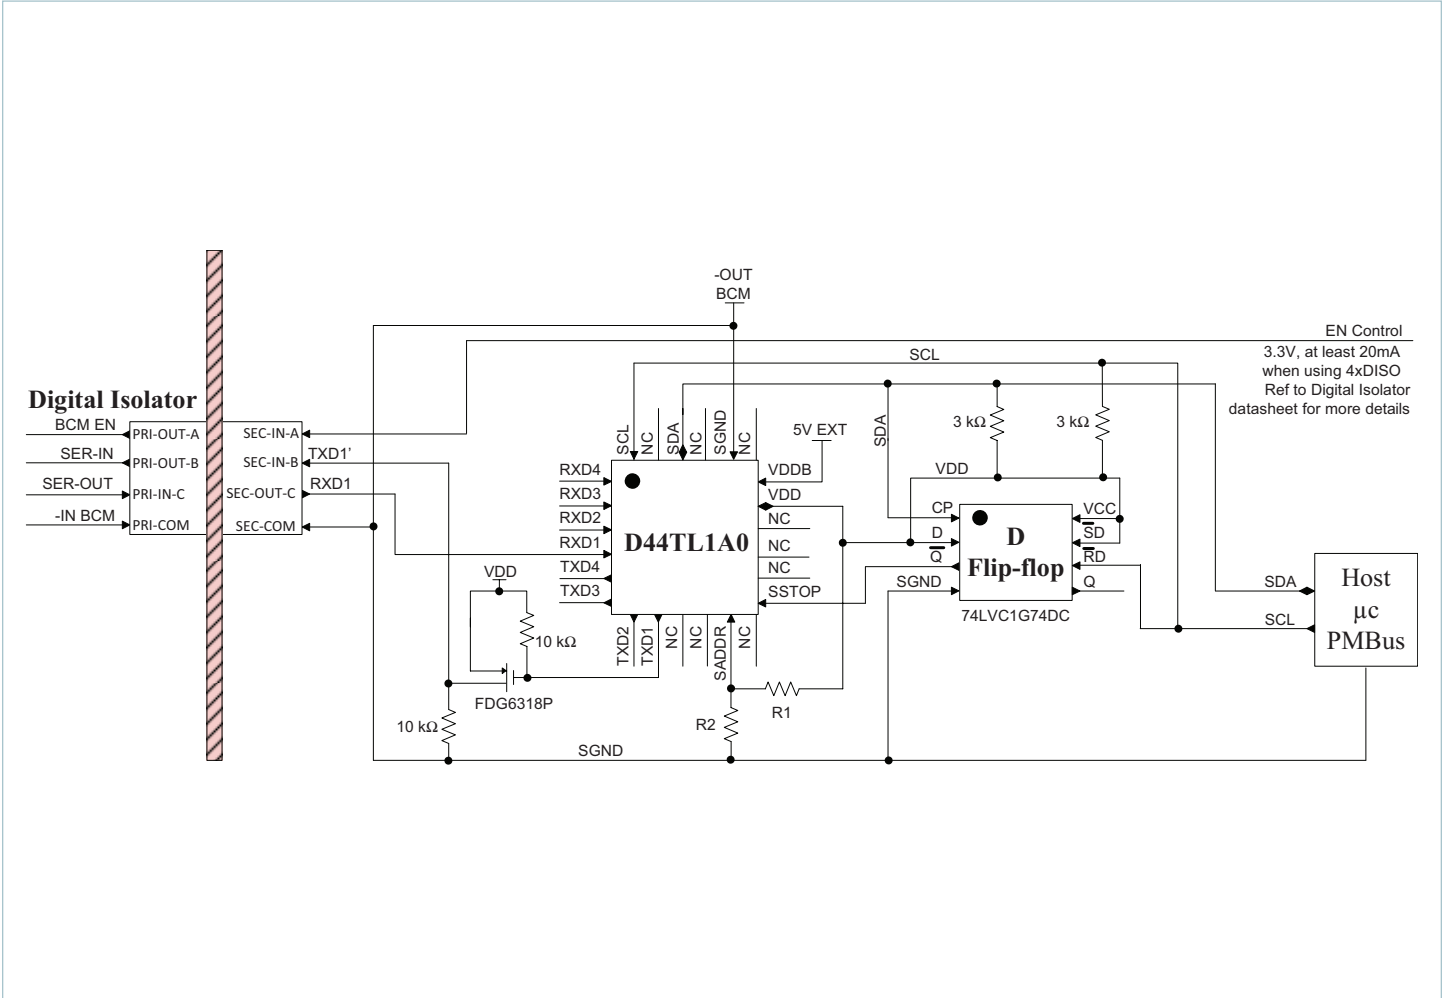 -OUT
BCM
EN Control
3.3V, at least 20mA
when using 4xDISO
Ref to Digital Isolator
datasheet for more details
SCL
Digital Isolator
BCM EN
PRI-OUT-A
SEC-IN-A
SER-IN
PRI-OUT-B
SEC-IN-B
TXD1'
SER-OUT
PRI-IN-C
SEC-OUT-C
RXD1
-IN BCM
PRI-COM
SEC-COM
SCL
NC
SDA
NC
SGND
NC
5V EXT
SDA
3 kΩ
3 kΩ
VDD
RXD4
RXD3
RXD2
RXD1
TXD4
TXD3
D44TL1A0
VDDB
VDD
NC
NC
NC
SSTOP
TXD2
TXD1
NC
NC
SADDR
NC
CP
D
Q̅
SGND
D
Flip-flop
VCC
S̅D
R̅D
Q
74LVC1G74DC
SDA
SCL
Host
µc
PMBus
VDD
10 kΩ
FDG6318P
10 kΩ
R2
R1
SGND